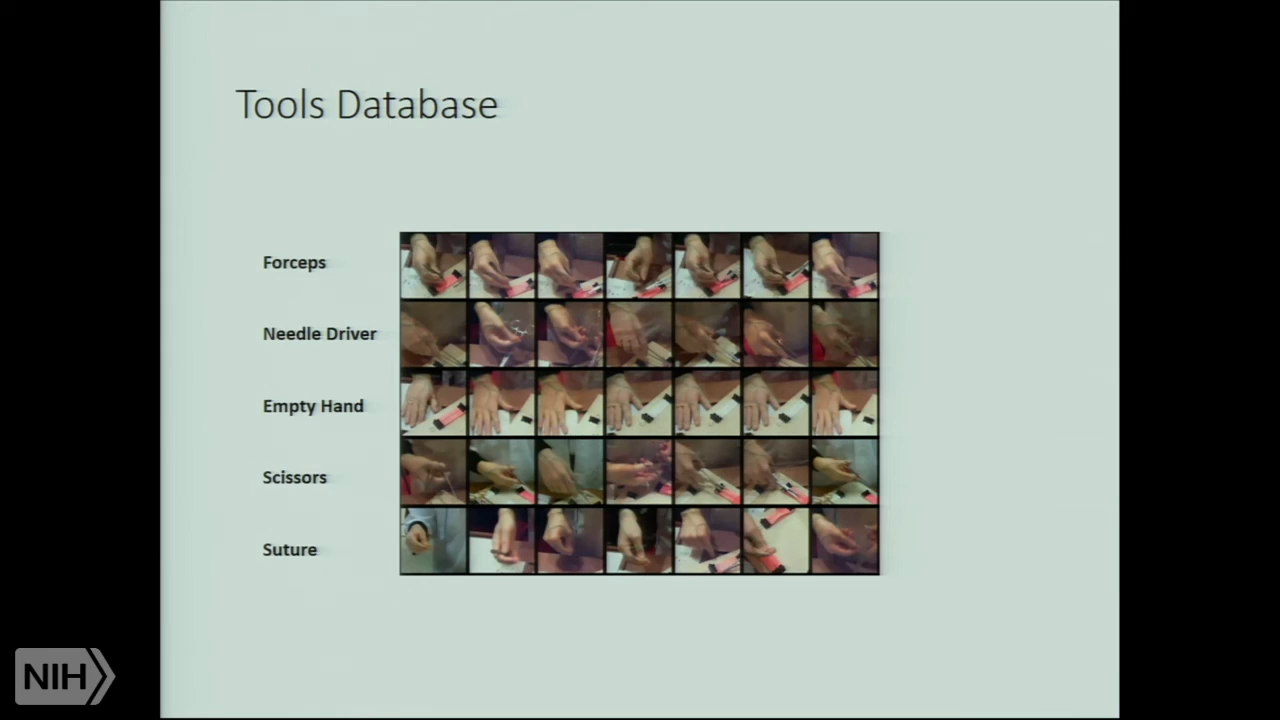 Tools Database
Forceps
Needle Driver
Empty Hand
Scissors
Suture
NIH